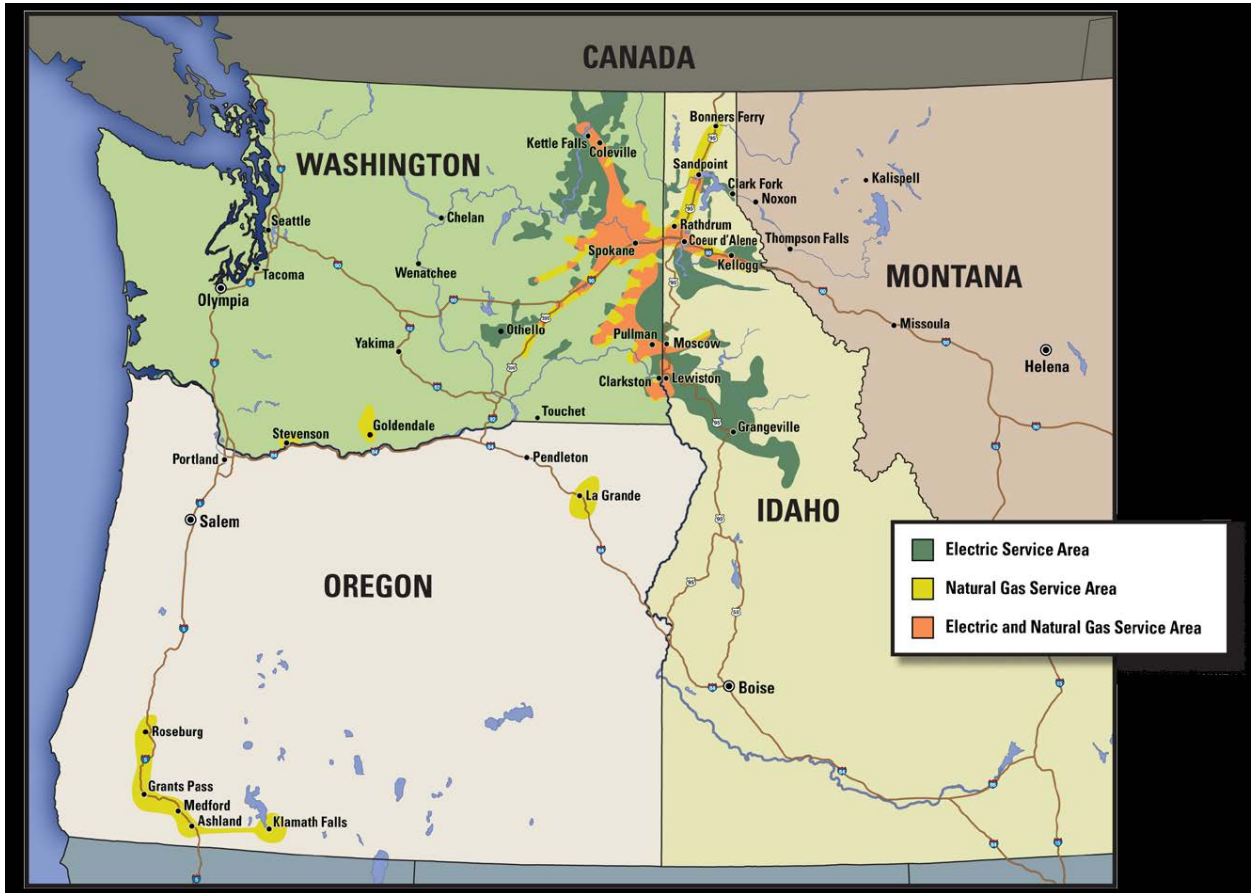 CANADA
WASHINGTON
MONTANA
OREGON
IDAHO
Bonners Ferry
Kettle Falls
Coleville
Sandpoint
Kalispell
Clark Fork
Noxon
Chelan
Seattle
Rathdrum
Spokane
Coeur d'Alene
Thompson Falls
Kellogg
Wenatchee
Tacoma
Olympia
Othello
Missoula
Yakima
Pullman
Moscow
Helena
Clarkston
Lewiston
Touchet
Goldendale
Stevenson
Grangeville
Portland
Pendleton
La Grande
Salem
Electric Service Area
Natural Gas Service Area
Electric and Natural Gas Service Area
Boise
Roseburg
Grants Pass
Medford
Ashland
Klamath Falls